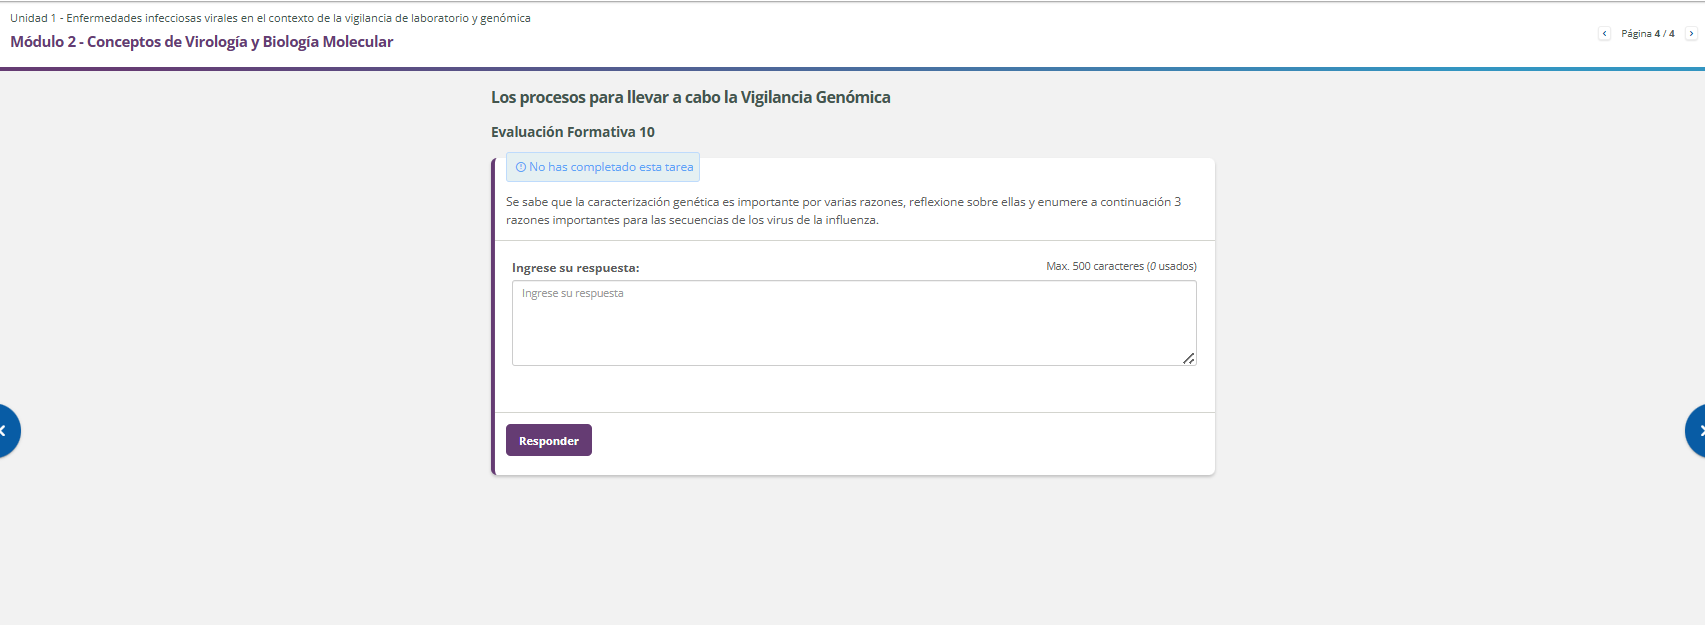 Unidad 1 - Enfermedades infecciosas virales en el contexto de la vigilancia de laboratorio y genómica
Módulo 2 - Conceptos de Virología y Biología Molecular
Página 4 / 4
Los procesos para llevar a cabo la Vigilancia Genómica
Evaluación Formativa 10
No has completado esta tarea
Se sabe que la caracterización genética es importante por varias razones, reflexione sobre ellas y enumere a continuación 3
razones importantes para las secuencias de los virus de la influenza.
Ingrese su respuesta:
Max. 500 caracteres (0 usados)
Ingrese su respuesta
Responder